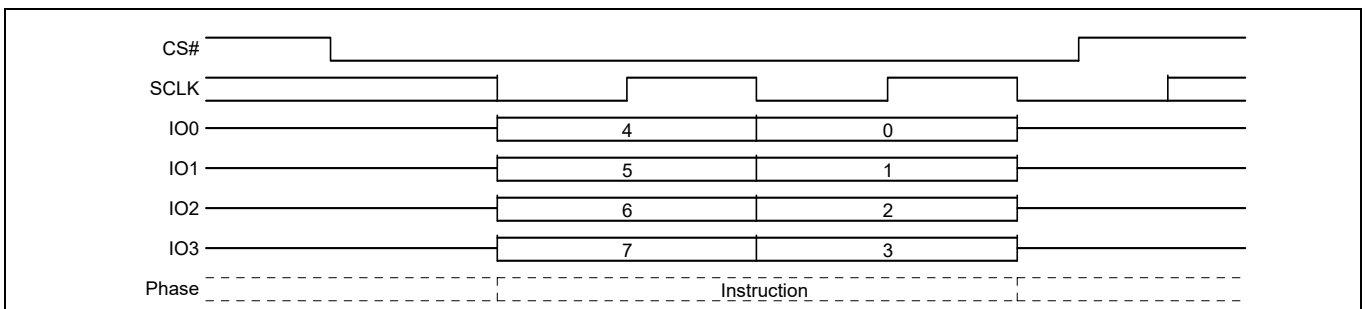 CS#
SCLK
IO0 4 0
IO1 5 1
IO2 6 2
IO3 7 3
Phase Instruction